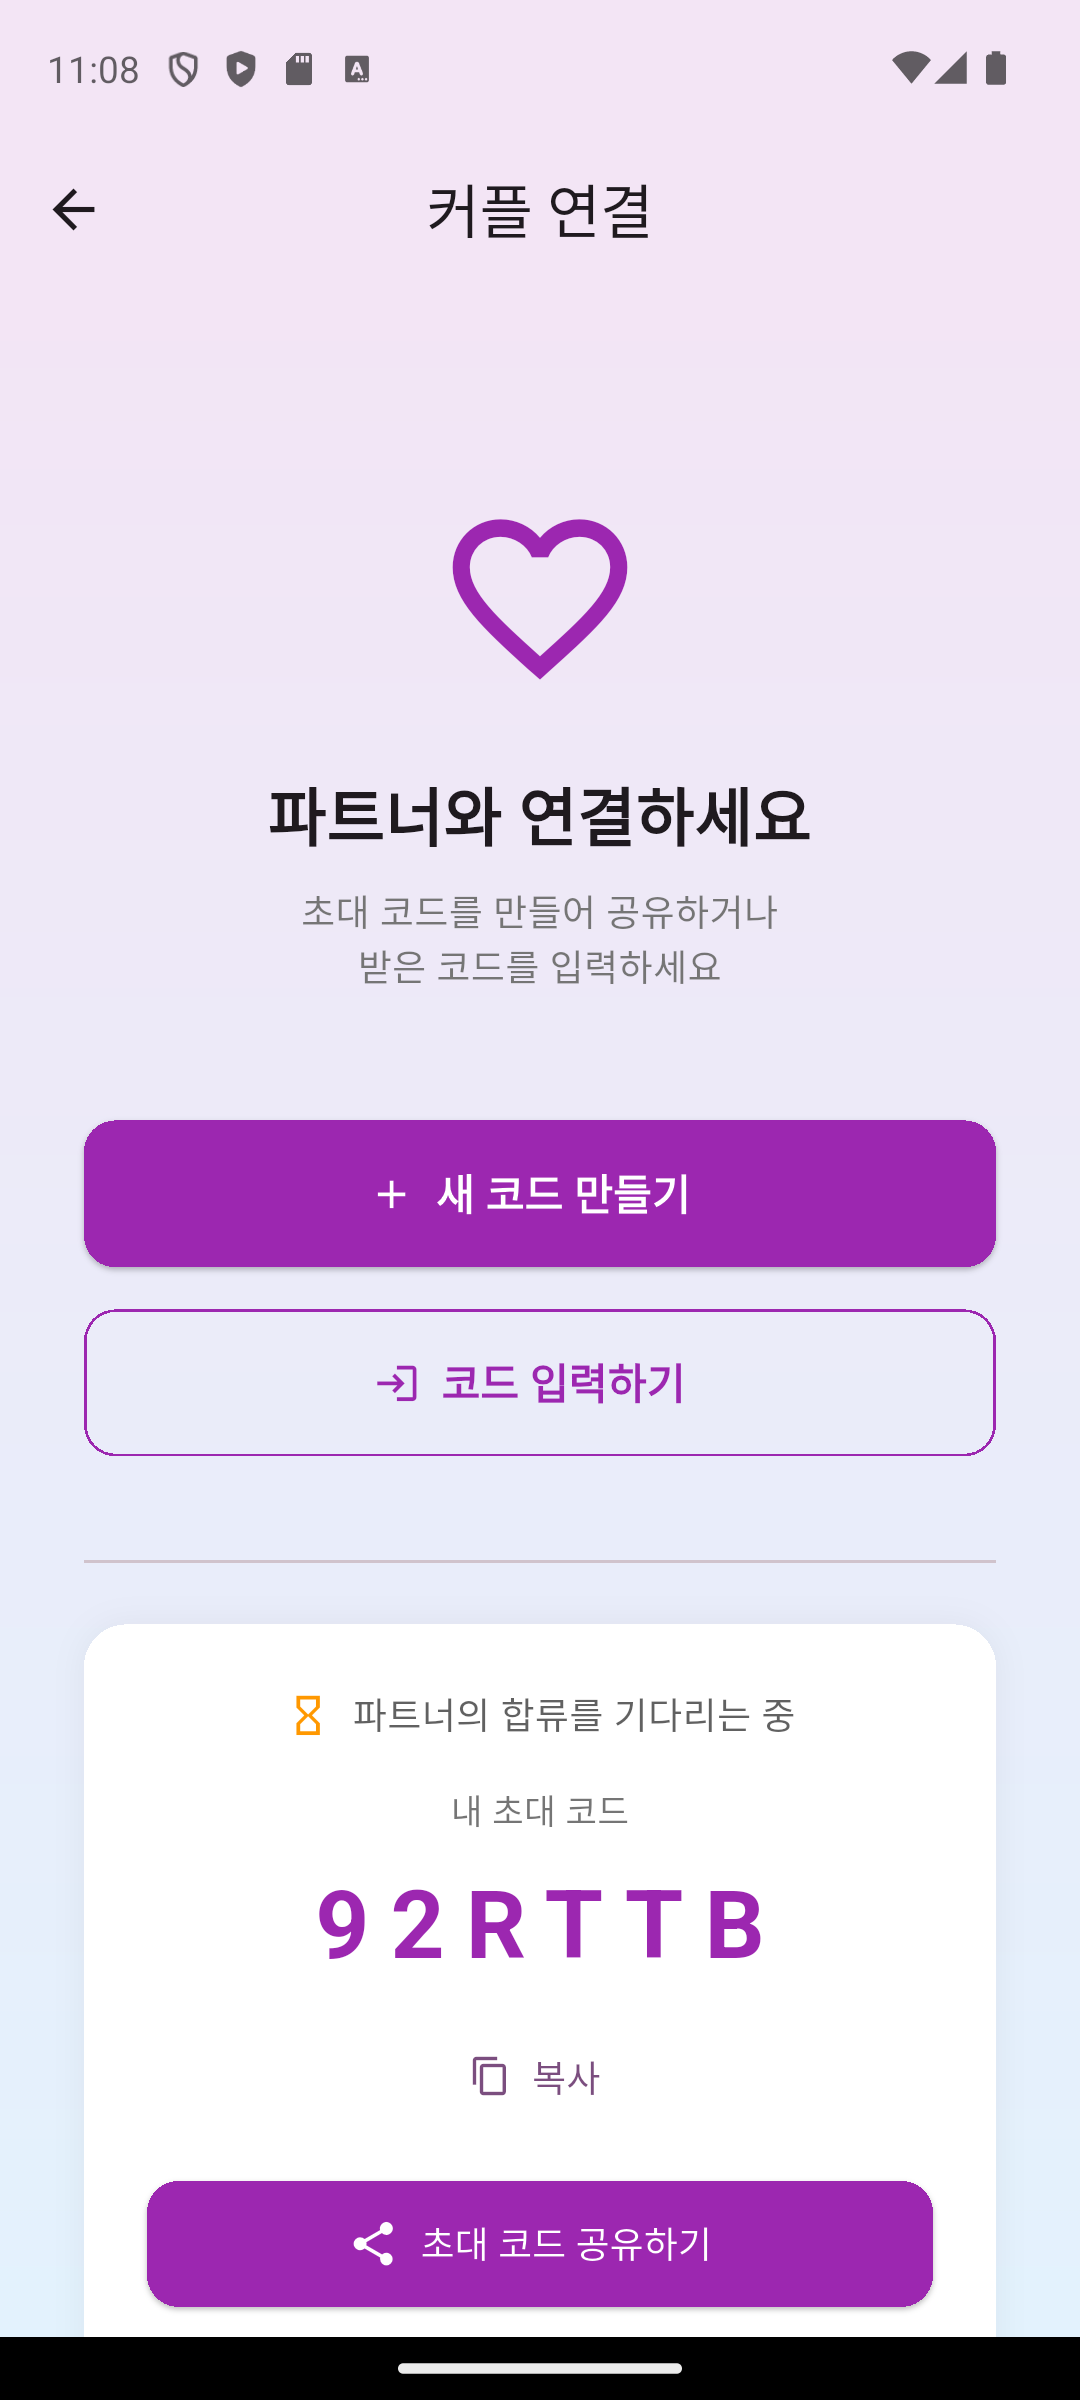 11:08
커플 연결
파트너와 연결하세요
초대 코드를 만들어 공유하거나
받은 코드를 입력하세요
새 코드 만들기
코드 입력하기
파트너의 합류를 기다리는 중
내 초대 코드
92RTTB
복사
초대 코드 공유하기